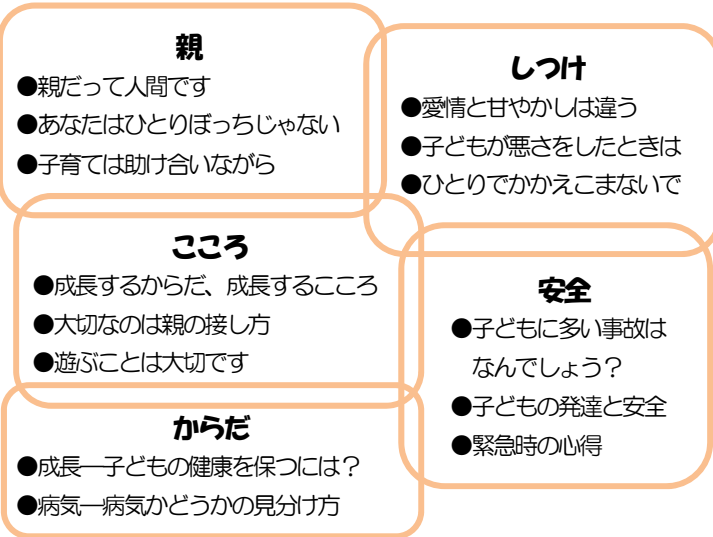 親
●親だって人間です
●あなたはひとりぼっちじゃない
●子育ては助け合いながら
しつけ
●愛情と甘やかしは違う
●子どもが悪さをしたときは
●ひとりでかかえこまないで
こころ
●成長するからだ、成長するこころ
●大切なのは親の接し方
●遊ぶことは大切です
安全
●子どもに多い事故は
なんでしょう？
●子どもの発達と安全
●緊急時の心得
からだ
●成長―子どもの健康を保つには？
●病気―病気かどうかの見分け方